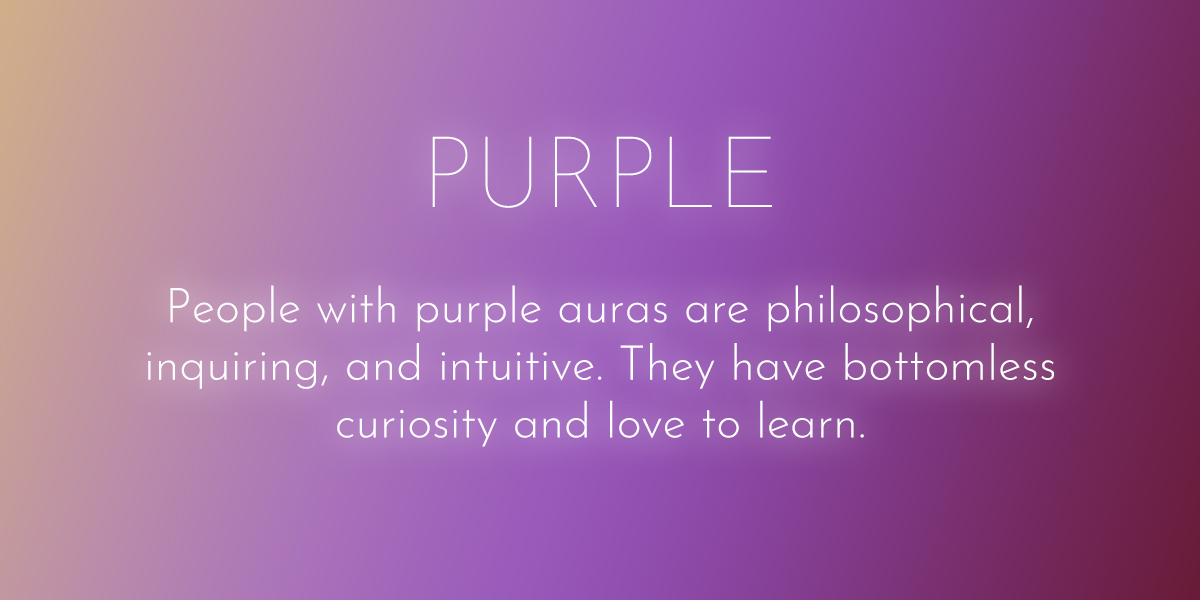 PURPLE
People with purple auras are philosophical,
inquiring, and intuitive. They have bottomless
curiosity and love to learn.